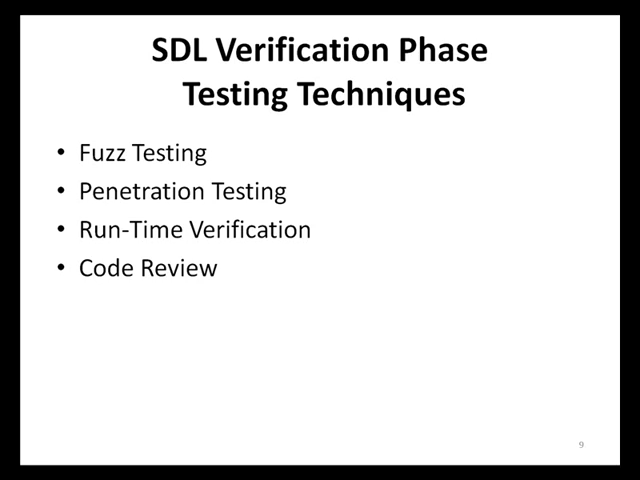 SDL Verification Phase
Testing Techniques
• Fuzz Testing
• Penetration Testing
• Run-Time Verification
• Code Review
9